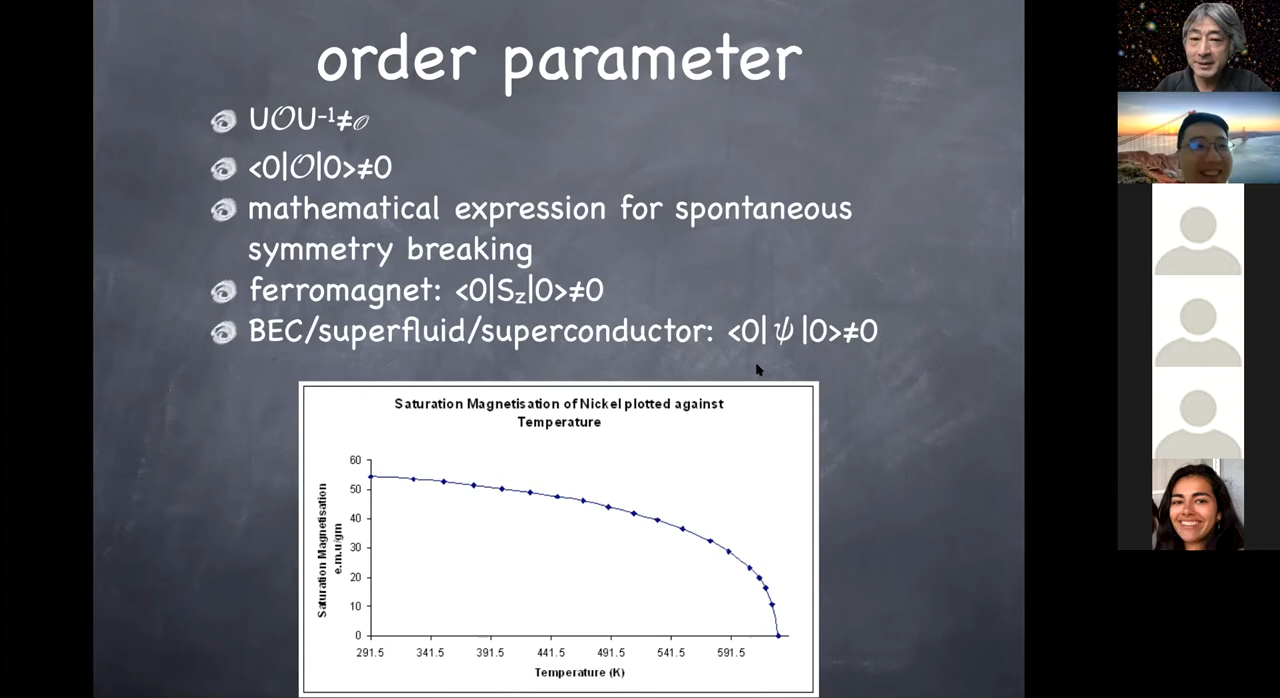 order parameter
U𝒪U⁻¹≠𝒪
<0|𝒪|0>≠0
mathematical expression for spontaneous
symmetry breaking
ferromagnet: <0|S_z|0>≠0
BEC/superfluid/superconductor: <0|ψ|0>≠0
Saturation Magnetisation of Nickel plotted against
Temperature
Saturation Magnetisation
e.m.u/gm
60
50
40
30
20
10
0
291.5 341.5 391.5 441.5 491.5 541.5 591.5
Temperature (K)